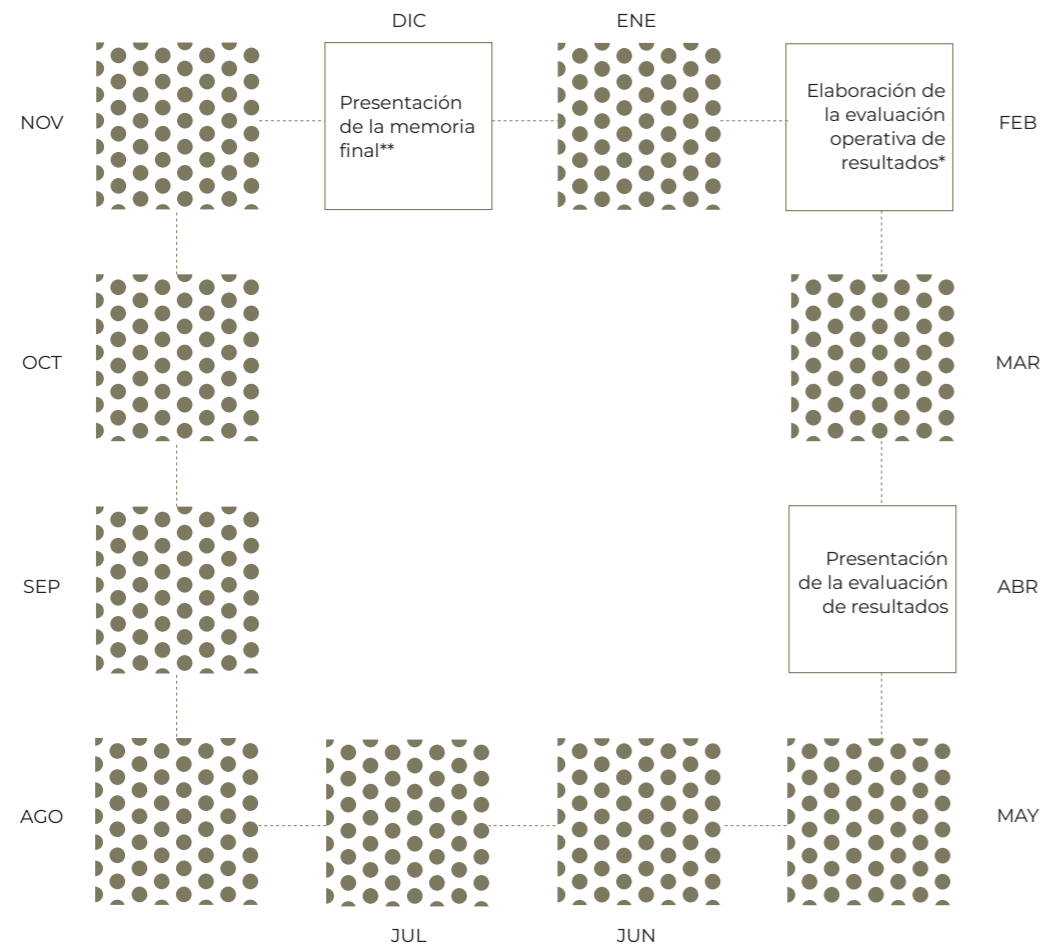 DIC
ENE
NOV
Presentación
de la memoria
final**
Elaboración de
la evaluación
operativa de
resultados*
FEB
OCT
MAR
SEP
Presentación
de la evaluación
de resultados
ABR
AGO
MAY
JUL
JUN